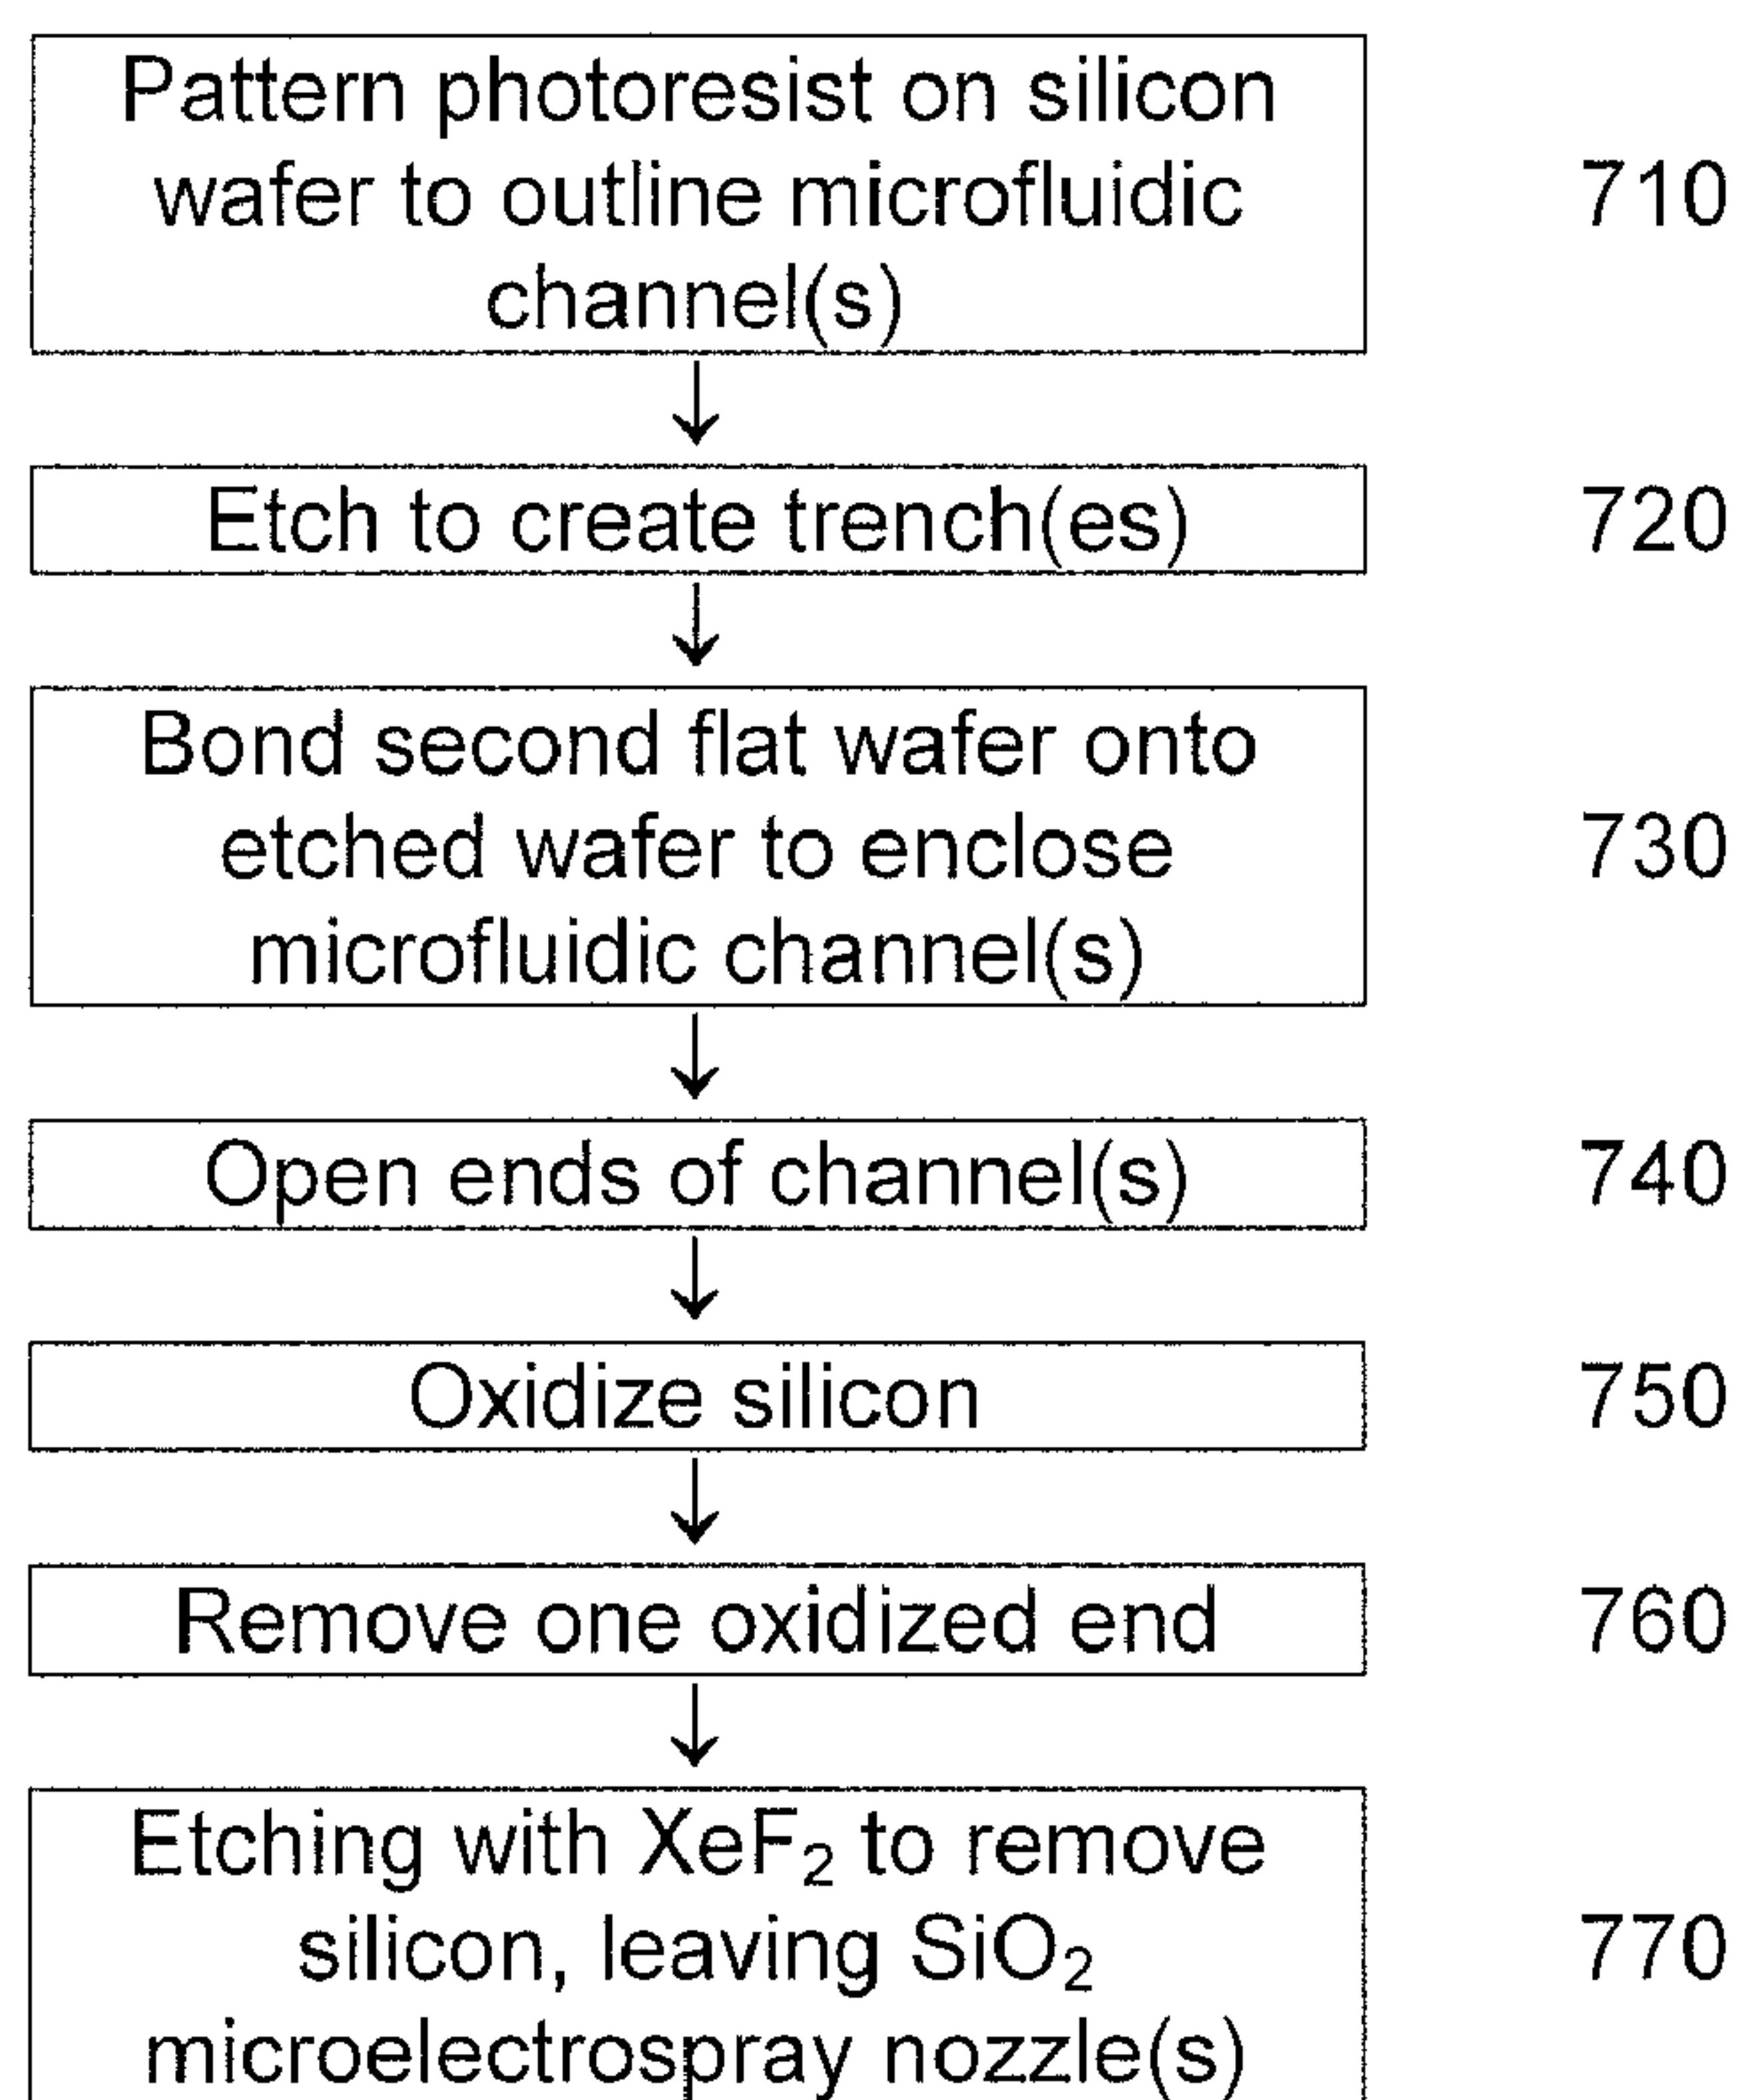 Pattern photoresist on silicon
wafer to outline microfluidic
channel(s)
710
Etch to create trench(es)
720
Bond second flat wafer onto
etched wafer to enclose
microfluidic channel(s)
730
Open ends of channel(s)
740
Oxidize silicon
750
Remove one oxidized end
760
Etching with XeF₂ to remove
silicon, leaving SiO₂
microelectrospray nozzle(s)
770